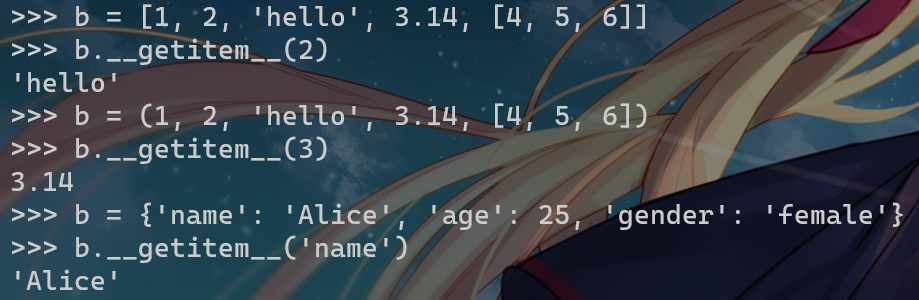 >>> b = [1, 2, 'hello', 3.14, [4, 5, 6]]
>>> b.__getitem__(2)
'hello'
>>> b = (1, 2, 'hello', 3.14, [4, 5, 6])
>>> b.__getitem__(3)
3.14
>>> b = {'name': 'Alice', 'age': 25, 'gender': 'female'}
>>> b.__getitem__('name')
'Alice'